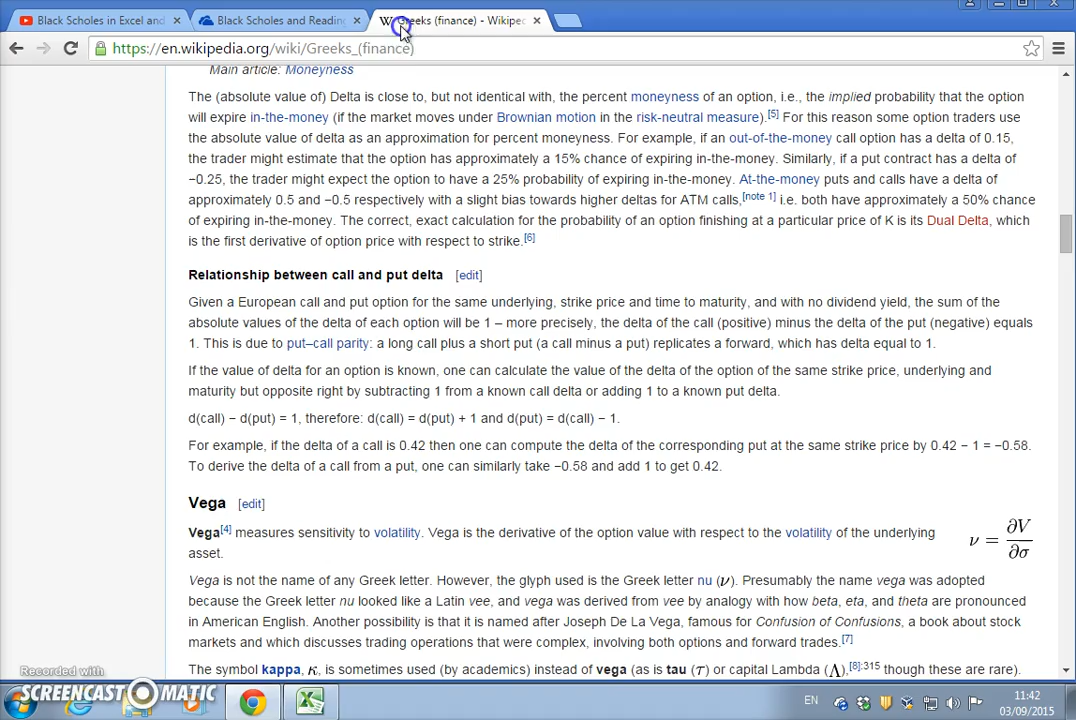 Black Scholes in Excel and
Black Scholes and Reading
Greeks (finance) - Wikipec
https://en.wikipedia.org/wiki/Greeks_(finance)
Main article: Moneyness
The (absolute value of) Delta is close to, but not identical with, the percent moneyness of an option, i.e., the implied probability that the option
will expire in-the-money (if the market moves under Brownian motion in the risk-neutral measure).[5] For this reason some option traders use
the absolute value of delta as an approximation for percent moneyness. For example, if an out-of-the-money call option has a delta of 0.15,
the trader might estimate that the option has approximately a 15% chance of expiring in-the-money. Similarly, if a put contract has a delta of
−0.25, the trader might expect the option to have a 25% probability of expiring in-the-money. At-the-money puts and calls have a delta of
approximately 0.5 and −0.5 respectively with a slight bias towards higher deltas for ATM calls,[note 1] i.e. both have approximately a 50% chance
of expiring in-the-money. The correct, exact calculation for the probability of an option finishing at a particular price of K is its Dual Delta, which
is the first derivative of option price with respect to strike.[6]
Relationship between call and put delta [edit]
Given a European call and put option for the same underlying, strike price and time to maturity, and with no dividend yield, the sum of the
absolute values of the delta of each option will be 1 – more precisely, the delta of the call (positive) minus the delta of the put (negative) equals
1. This is due to put–call parity: a long call plus a short put (a call minus a put) replicates a forward, which has delta equal to 1.
If the value of delta for an option is known, one can calculate the value of the delta of the option of the same strike price, underlying and
maturity but opposite right by subtracting 1 from a known call delta or adding 1 to a known put delta.
d(call) − d(put) = 1, therefore: d(call) = d(put) + 1 and d(put) = d(call) − 1.
For example, if the delta of a call is 0.42 then one can compute the delta of the corresponding put at the same strike price by 0.42 − 1 = −0.58.
To derive the delta of a call from a put, one can similarly take −0.58 and add 1 to get 0.42.
Vega [edit]
Vega[4] measures sensitivity to volatility. Vega is the derivative of the option value with respect to the volatility of the underlying
asset.
ν = ∂V/∂σ
Vega is not the name of any Greek letter. However, the glyph used is the Greek letter nu (ν). Presumably the name vega was adopted
because the Greek letter nu looked like a Latin vee, and vega was derived from vee by analogy with how beta, eta, and theta are pronounced
in American English. Another possibility is that it is named after Joseph De La Vega, famous for Confusion of Confusions, a book about stock
markets and which discusses trading operations that were complex, involving both options and forward trades.[7]
The symbol kappa, κ, is sometimes used (by academics) instead of vega (as is tau (τ) or capital Lambda (Λ),[8]:315 though these are rare).
Recorded with
SCREENCAST-O-MATIC
EN
11:42
03/09/2015